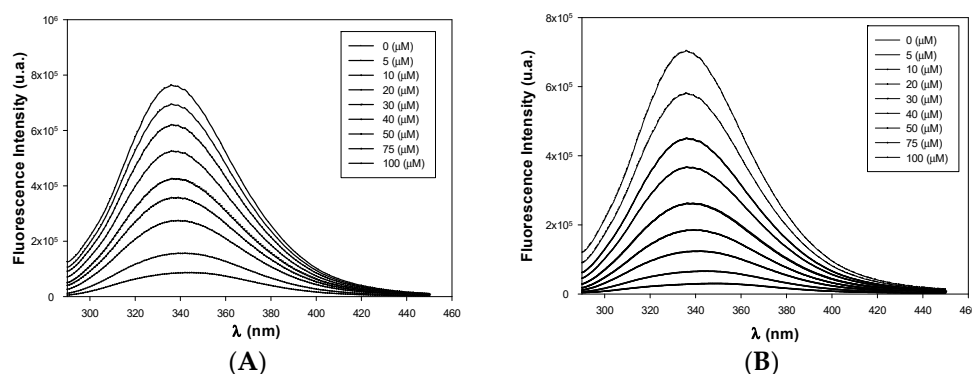 10⁶
8x10⁵
6x10⁵
4x10⁵
2x10⁵
0
Fluorescence Intensity (u.a.)
0 (μM)
5 (μM)
10 (μM)
20 (μM)
30 (μM)
40 (μM)
50 (μM)
75 (μM)
100 (μM)
300 320 340 360 380 400 420 440 460
λ (nm)
(A)
8x10⁵
6x10⁵
4x10⁵
2x10⁵
0
Fluorescence Intensity (u.a.)
0 (μM)
5 (μM)
10 (μM)
20 (μM)
30 (μM)
40 (μM)
50 (μM)
75 (μM)
100 (μM)
300 320 340 360 380 400 420 440 460
λ (nm)
(B)